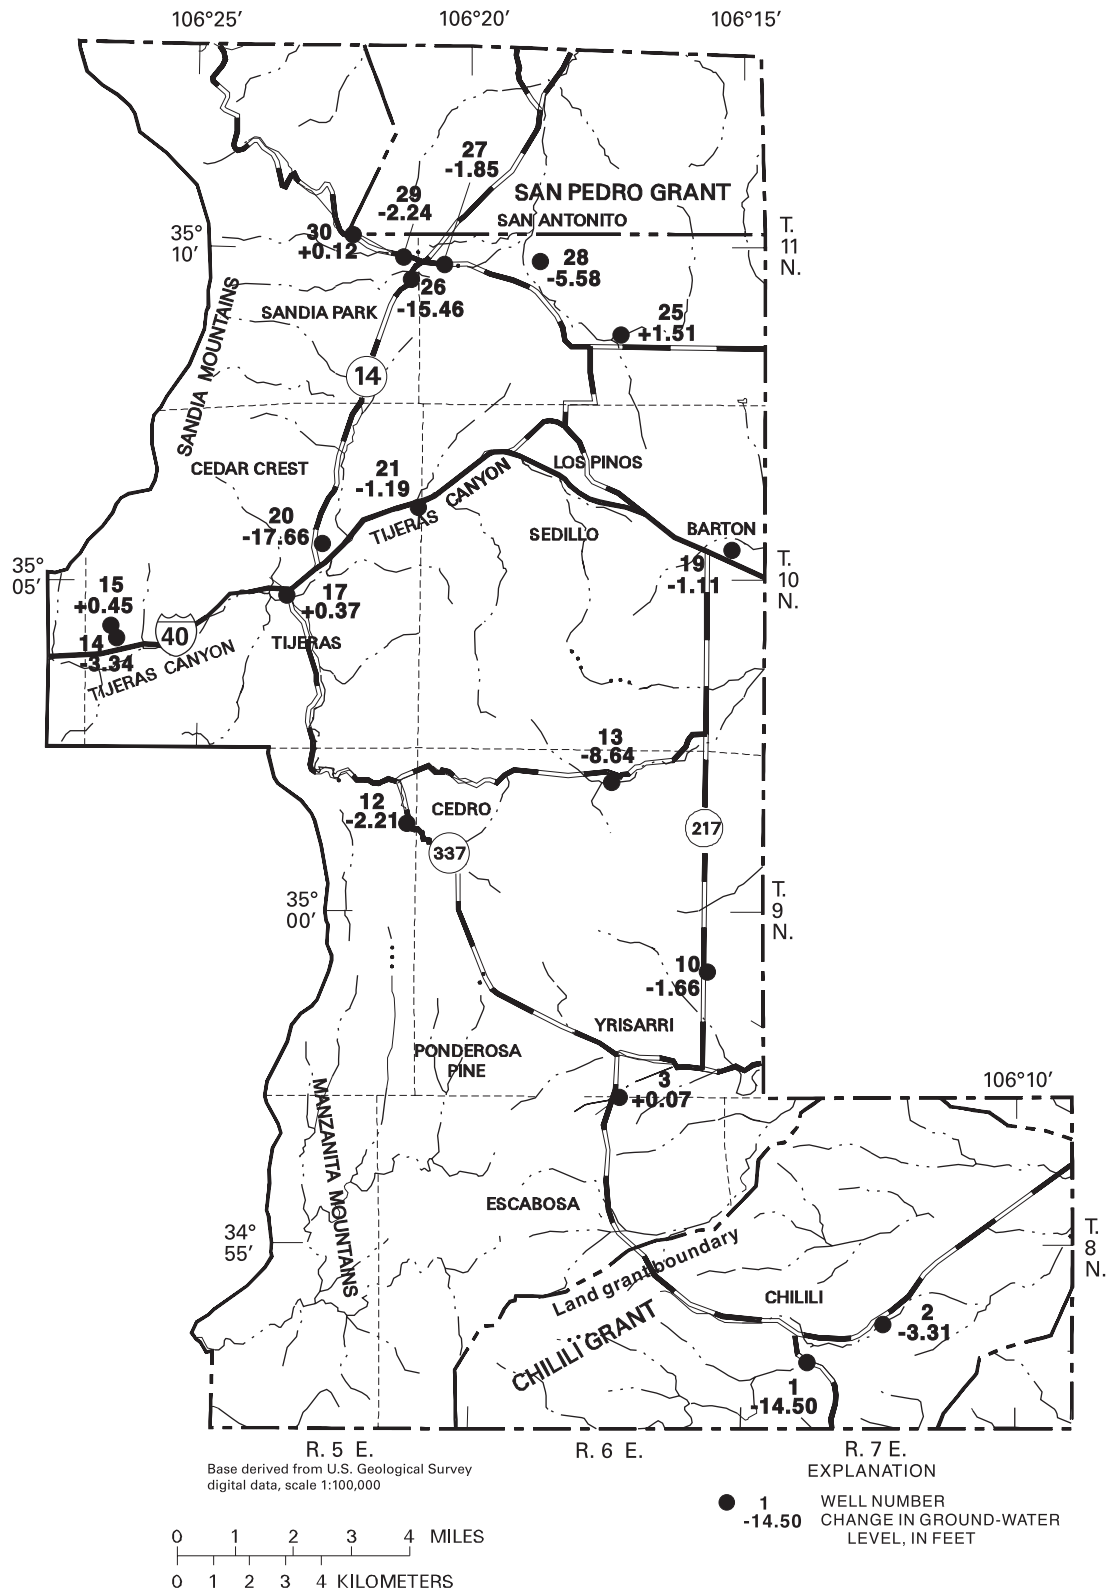 106°25′
106°20′
106°15′
27
-1.85
SAN PEDRO GRANT
29
-2.24
SAN ANTONITO
30
+0.12
35°
10′
T.
11
N.
28
-5.58
26
-15.46
SANDIA PARK
25
+1.51
SANDIA MOUNTAINS
14
CEDAR CREST
21
-1.19
TIJERAS CANYON
LOS PINOS
20
-17.66
SEDILLO
BARTON
19
-1.11
35°
05′
T.
10
N.
15
+0.45
17
+0.37
14
-3.34
40
TIJERAS
TIJERAS CANYON
13
-8.64
12
-2.21
CEDRO
217
337
35°
00′
T.
9
N.
10
-1.66
YRISARRI
PONDEROSA
PINE
3
+0.07
106°10′
MANZANITA MOUNTAINS
ESCABOSA
34°
55′
T.
8
N.
Land grant boundary
CHILILI
CHILILI GRANT
2
-3.31
1
-14.50
R. 5 E.
R. 6 E.
R. 7 E.
Base derived from U.S. Geological Survey
digital data, scale 1:100,000
EXPLANATION
1
-14.50
WELL NUMBER
CHANGE IN GROUND-WATER
LEVEL, IN FEET
0 1 2 3 4 MILES
0 1 2 3 4 KILOMETERS